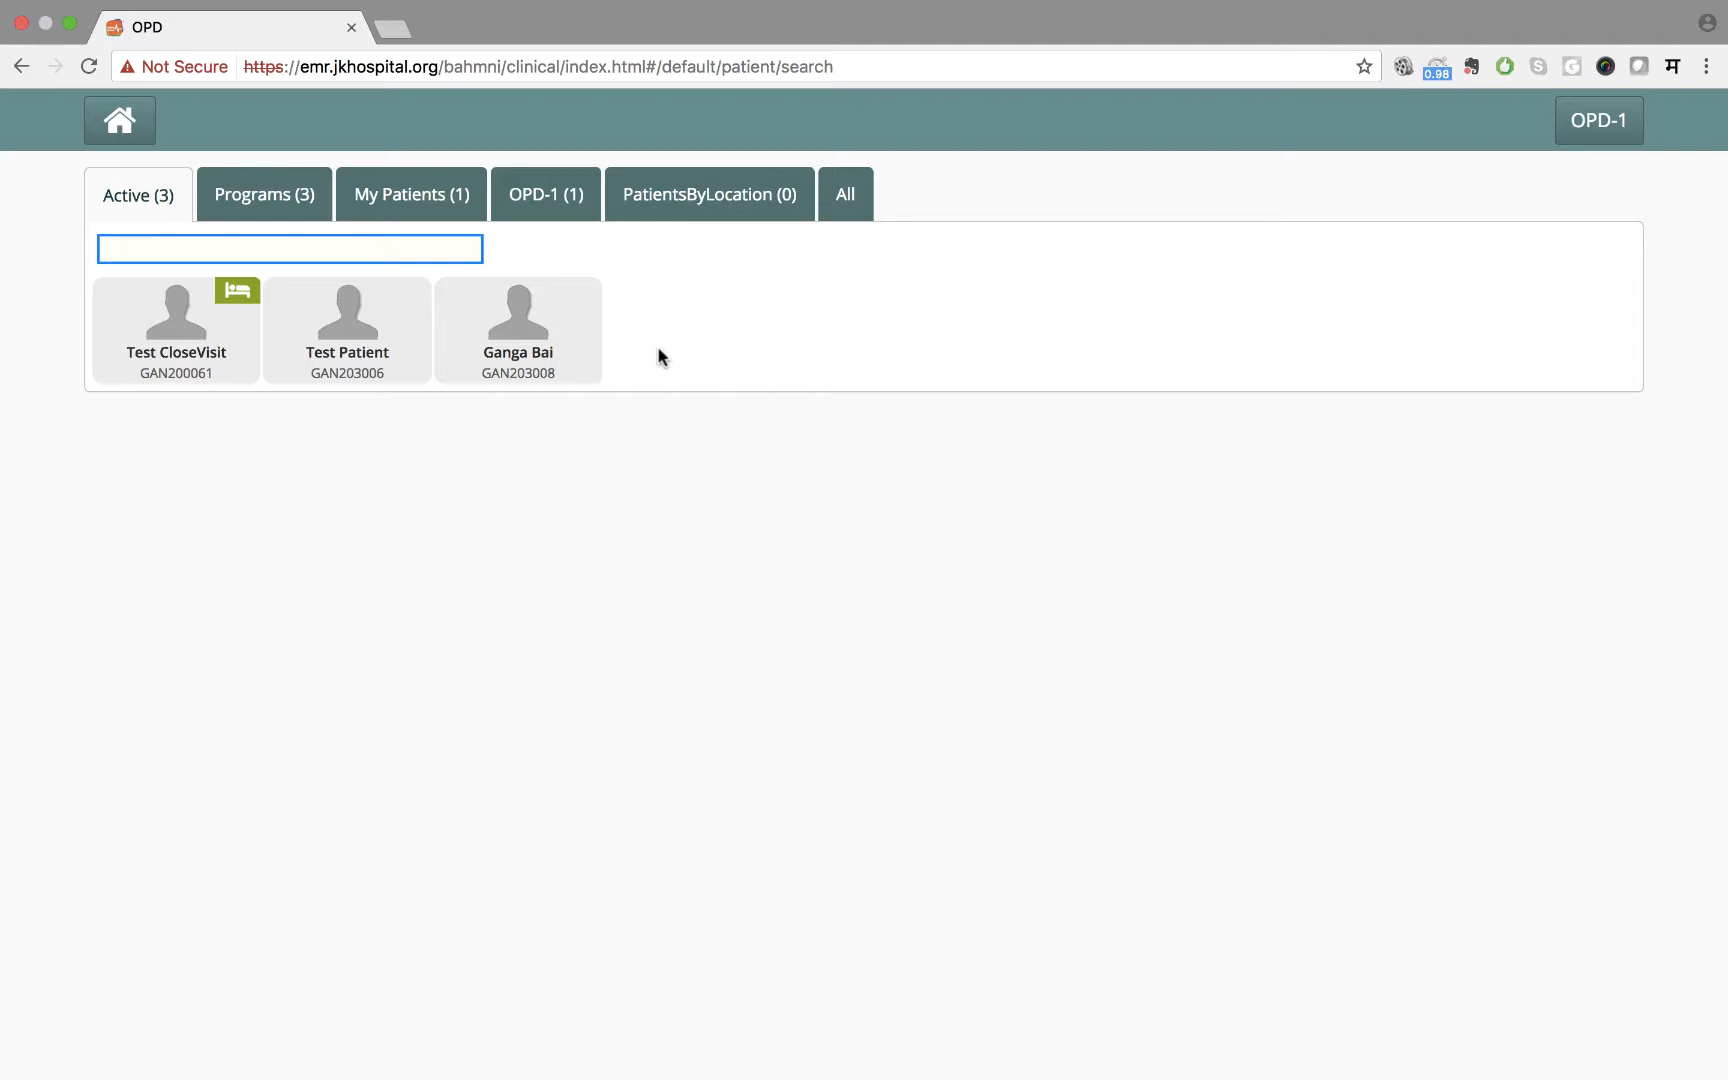 OPD
Not Secure
https://emr.jkhospital.org/bahmni/clinical/index.html#/default/patient/search
0.98
S
G
म
OPD-1
Active (3)
Programs (3)
My Patients (1)
OPD-1 (1)
PatientsByLocation (0)
All
Test CloseVisit
GAN200061
Test Patient
GAN203006
Ganga Bai
GAN203008